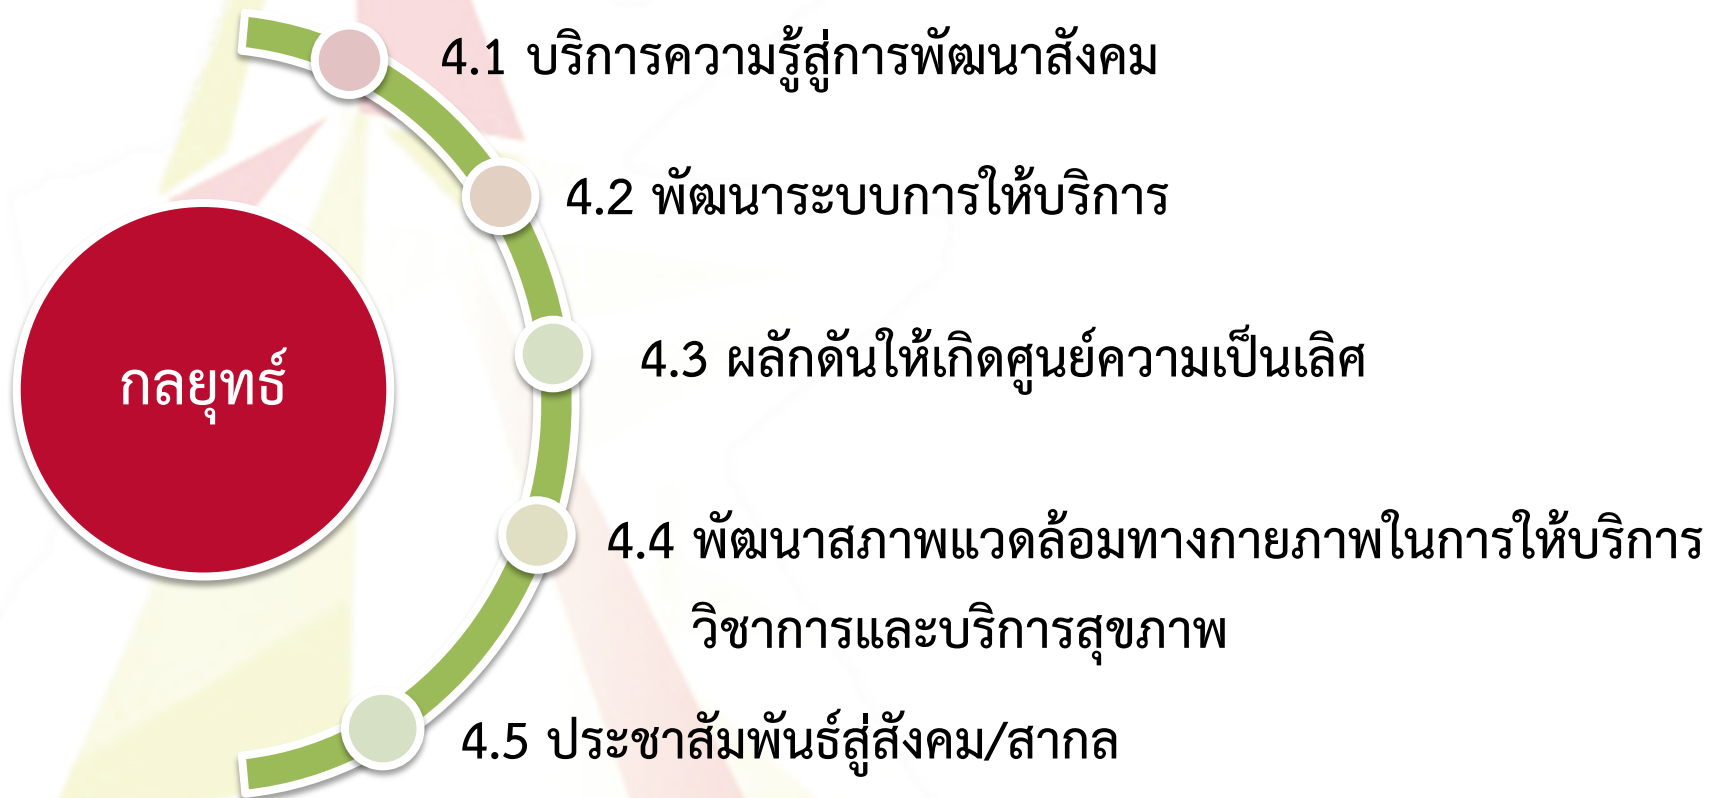 4.1 บริการความรู้สู่การพัฒนาสังคม
4.2 พัฒนาระบบการให้บริการ
4.3 ผลักดันให้เกิดศูนย์ความเป็นเลิศ
กลยุทธ์
4.4 พัฒนาสภาพแวดล้อมทางกายภาพในการให้บริการ
วิชาการและบริการสุขภาพ
4.5 ประชาสัมพันธ์สู่สังคม/สากล